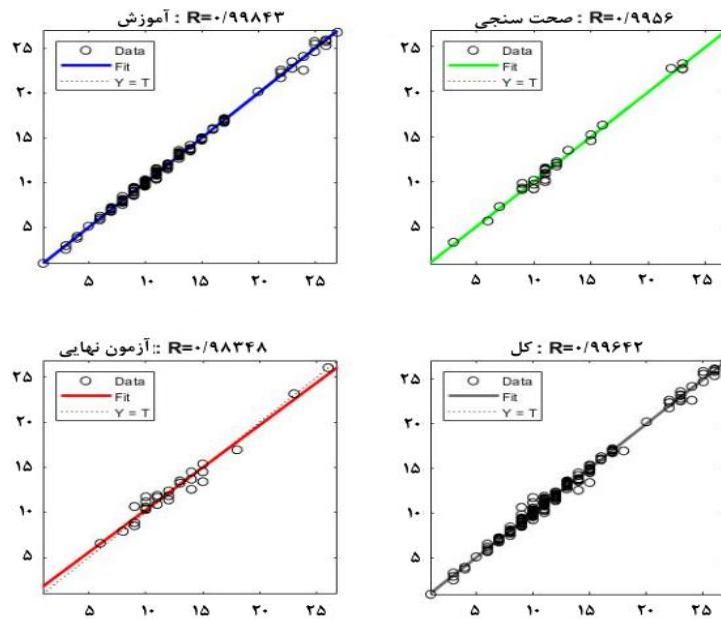 آموزش : R=۰/۹۹۸۴۳
Data
Fit
Y = T
۲۵
۲۰
۱۵
۱۰
۵
۵ ۱۰ ۱۵ ۲۰ ۲۵
صحت سنجی : R=۰/۹۹۵۶
Data
Fit
Y = T
۲۵
۲۰
۱۵
۱۰
۵
۵ ۱۰ ۱۵ ۲۰ ۲۵
آزمون نهایی :: R=۰/۹۸۳۴۸
Data
Fit
Y = T
۲۵
۲۰
۱۵
۱۰
۵
۵ ۱۰ ۱۵ ۲۰ ۲۵
کل : R=۰/۹۹۶۴۲
Data
Fit
Y = T
۲۵
۲۰
۱۵
۱۰
۵
۵ ۱۰ ۱۵ ۲۰ ۲۵